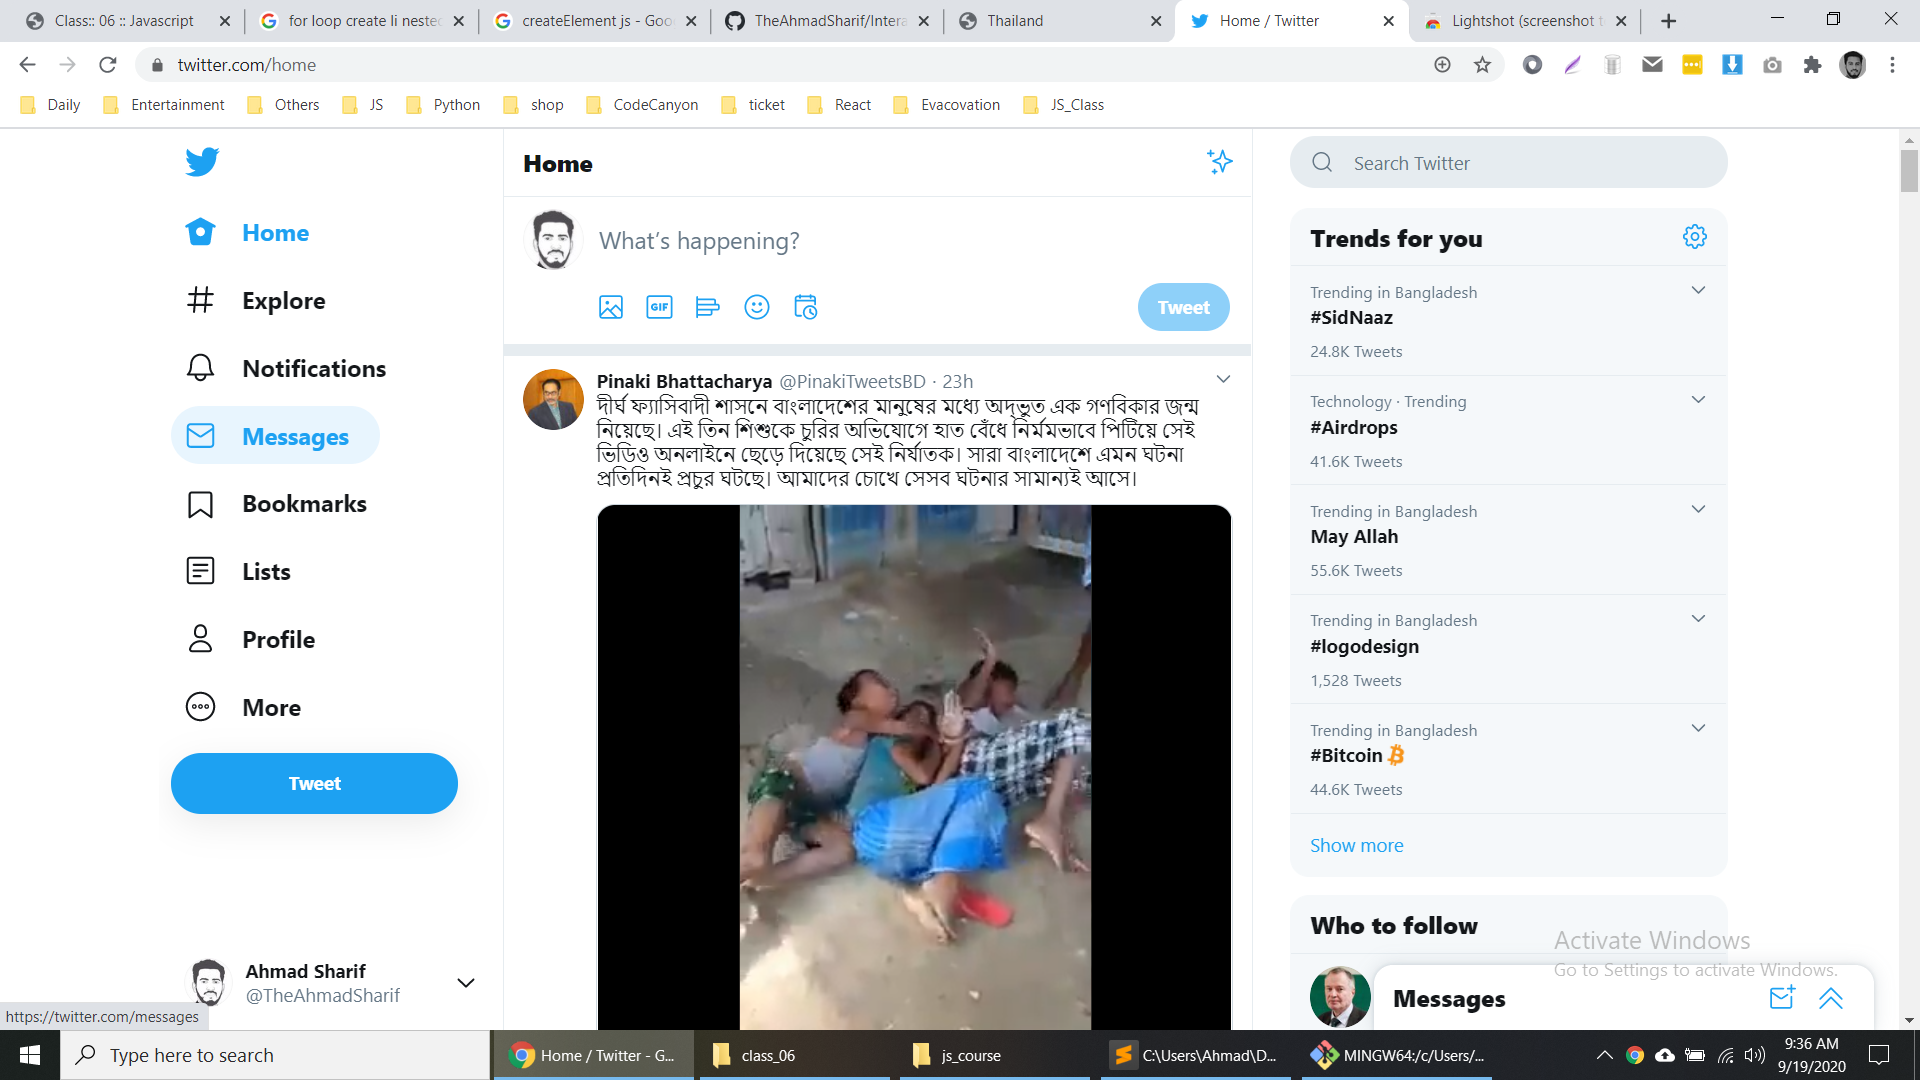 Class:: 06 :: Javascript
for loop create li neste
createElement js - Goo
TheAhmadSharif/Intera
Thailand
Home / Twitter
Lightshot (screenshot t
twitter.com/home
Daily
Entertainment
Others
JS
Python
shop
CodeCanyon
ticket
React
Evacovation
JS_Class
Home
Explore
Notifications
Messages
Bookmarks
Lists
Profile
More
Tweet
Ahmad Sharif
@TheAhmadSharif
https://twitter.com/messages
Home
What's happening?
GIF
Tweet
Pinaki Bhattacharya @PinakiTweetsBD · 23h
দীর্ঘ ফ্যাসিবাদী শাসনে বাংলাদেশের মানুষের মধ্যে অদ্ভুত এক গণবিকার জন্ম
নিয়েছে। এই তিন শিশুকে চুরির অভিযোগে হাত বেঁধে নির্মমভাবে পিটিয়ে সেই
ভিডিও অনলাইনে ছেড়ে দিয়েছে সেই নির্যাতক। সারা বাংলাদেশে এমন ঘটনা
প্রতিদিনই প্রচুর ঘটছে। আমাদের চোখে সেসব ঘটনার সামান্যই আসে।
Search Twitter
Trends for you
Trending in Bangladesh
#SidNaaz
24.8K Tweets
Technology · Trending
#Airdrops
41.6K Tweets
Trending in Bangladesh
May Allah
55.6K Tweets
Trending in Bangladesh
#logodesign
1,528 Tweets
Trending in Bangladesh
#Bitcoin
44.6K Tweets
Show more
Who to follow
Activate Windows
Go to Settings to activate Windows.
Messages
Type here to search
Home / Twitter - G...
class_06
js_course
C:\Users\Ahmad\D...
MINGW64:/c/Users/...
9:36 AM
9/19/2020